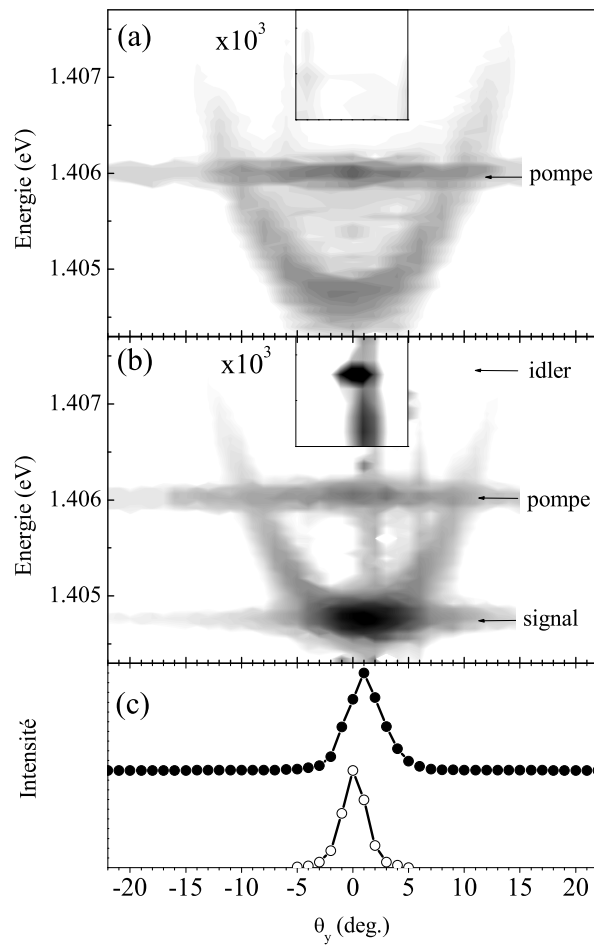 (a)
x10³
1.407
1.406
1.405
Energie (eV)
pompe
(b)
x10³
idler
1.407
1.406
1.405
Energie (eV)
pompe
signal
(c)
Intensité
-20 -15 -10 -5 0 5 10 15 20
θy (deg.)